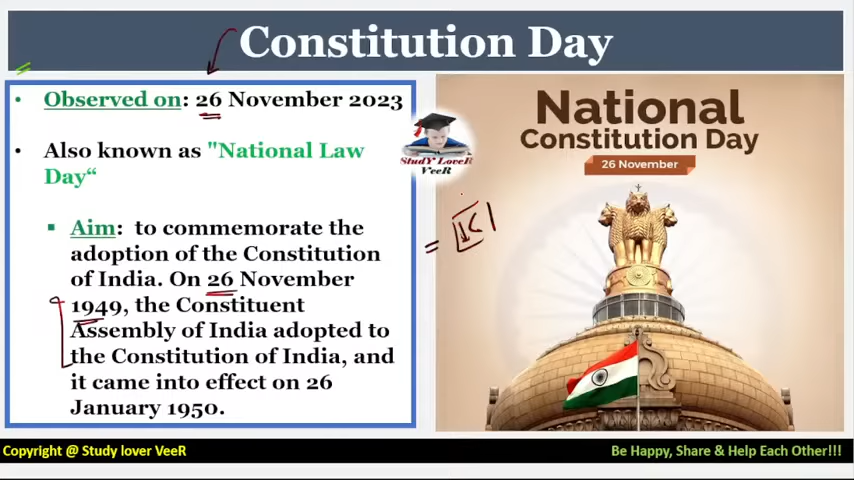 Constitution Day
• Observed on: 26 November 2023
• Also known as "National Law
Day“
▪ Aim: to commemorate the
adoption of the Constitution
of India. On 26 November
1949, the Constituent
Assembly of India adopted to
the Constitution of India, and
it came into effect on 26
January 1950.
StudY LoveR
VeeR
National
Constitution Day
26 November
Copyright @ Study lover VeeR
Be Happy, Share & Help Each Other!!!